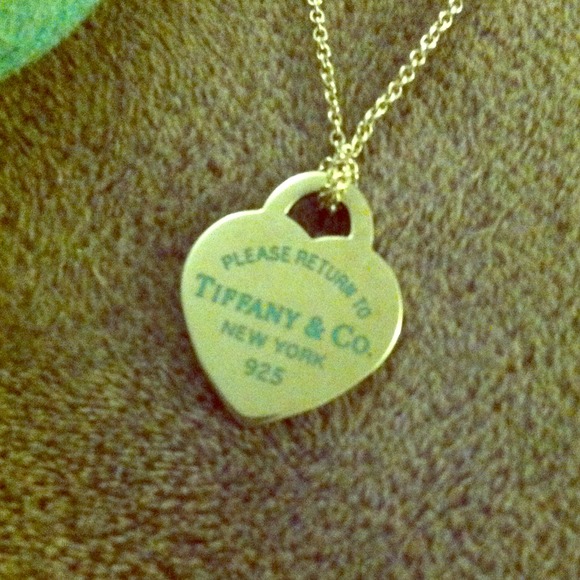 PLEASE RETURN TO
TIFFANY & CO.
NEW YORK
925